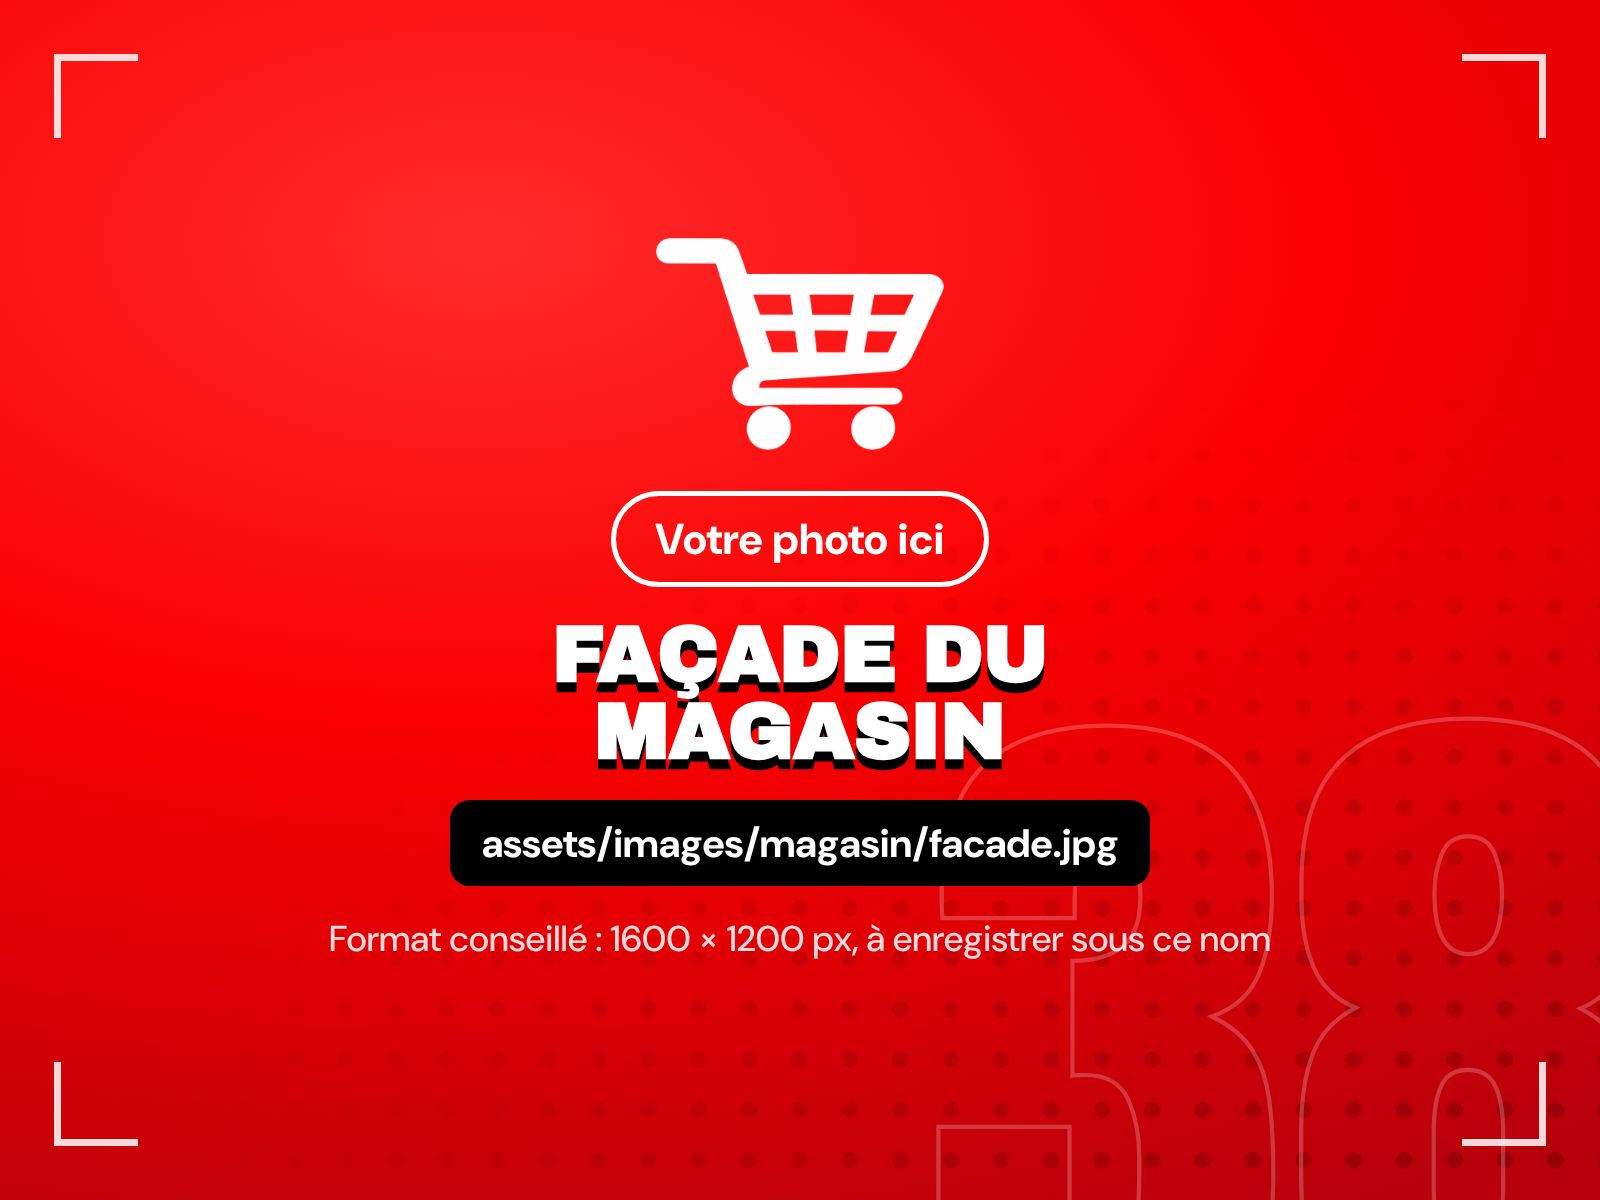 Votre photo ici
FAÇADE DU
MAGASIN
assets/images/magasin/facade.jpg
Format conseillé : 1600 × 1200 px, à enregistrer sous ce nom
38